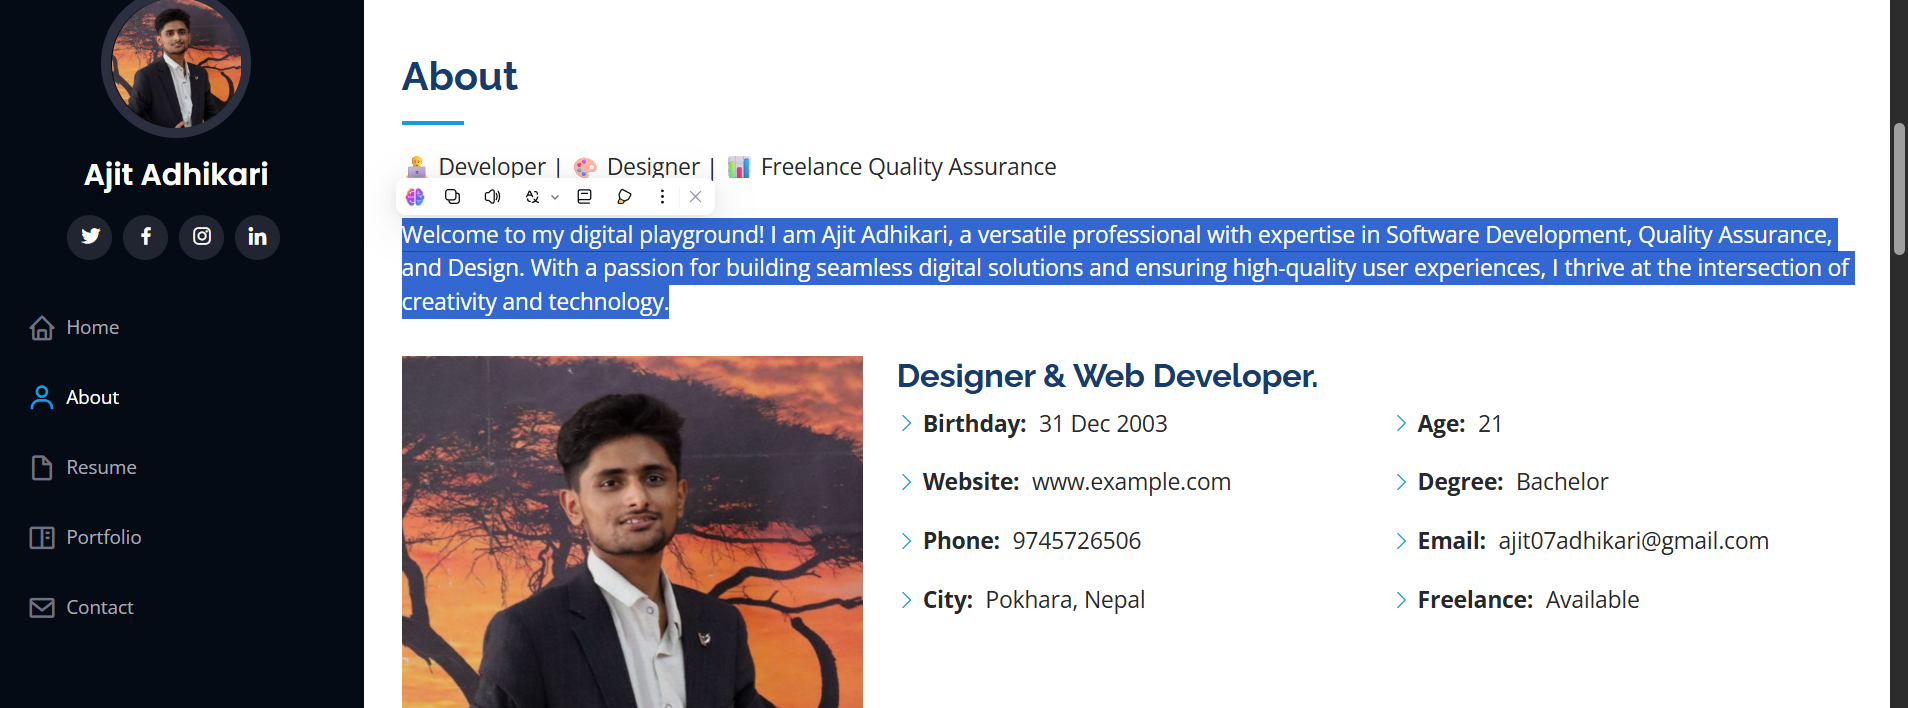 Ajit Adhikari
Home
About
Resume
Portfolio
Contact
About
Developer | Designer | Freelance Quality Assurance
Welcome to my digital playground! I am Ajit Adhikari, a versatile professional with expertise in Software Development, Quality Assurance,
and Design. With a passion for building seamless digital solutions and ensuring high-quality user experiences, I thrive at the intersection of
creativity and technology.
Designer & Web Developer.
Birthday: 31 Dec 2003
Age: 21
Website: www.example.com
Degree: Bachelor
Phone: 9745726506
Email: ajit07adhikari@gmail.com
City: Pokhara, Nepal
Freelance: Available